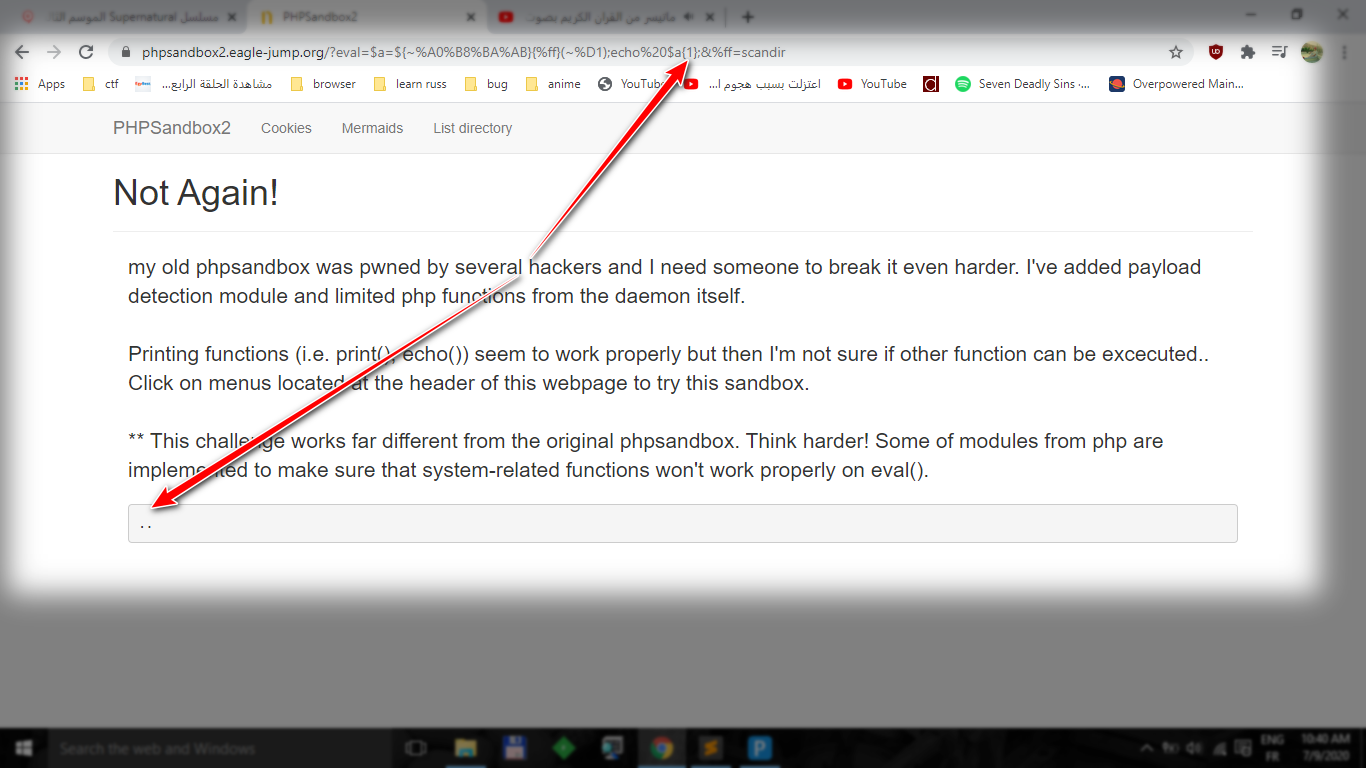 مسلسل Supernatural الموسم الثا
PHPSandbox2
ماتيسر من القران الكريم بصو...
phpsandbox2.eagle-jump.org/?eval=$a=${~%A0%B8%BA%AB}{%ff}(~%D1);echo%20$a{1};&%ff=scandir
Apps ctf مشاهدة الحلقة الرابع... browser learn russ bug anime YouTube اعتزلت بسبب هجوم ا... YouTube Seven Deadly Sins -... Overpowered Main...
PHPSandbox2 Cookies Mermaids List directory
Not Again!
my old phpsandbox was pwned by several hackers and I need someone to break it even harder. I've added payload
detection module and limited php functions from the daemon itself.
Printing functions (i.e. print(), echo()) seem to work properly but then I'm not sure if other function can be excecuted..
Click on menus located at the header of this webpage to try this sandbox.
** This challenge works far different from the original phpsandbox. Think harder! Some of modules from php are
implemented to make sure that system-related functions won't work properly on eval().
..
Search the web and Windows
ENG 10:40 AM
FR 7/9/2020